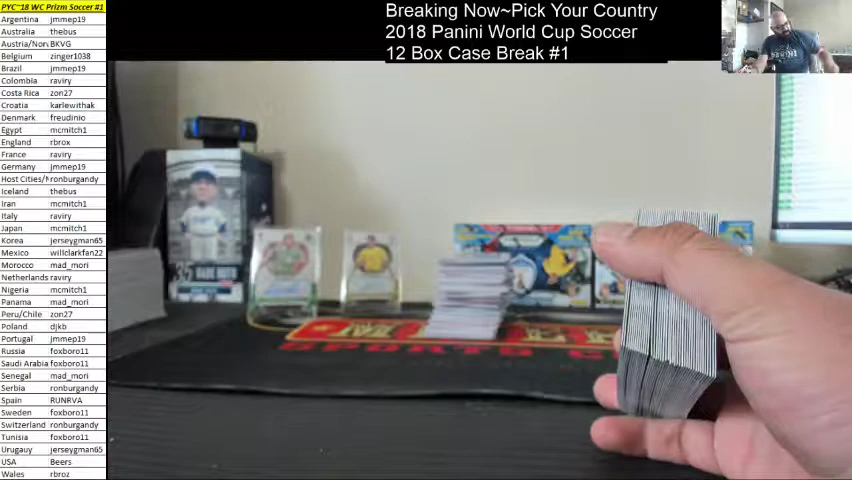 PYC~18 WC Prizm Soccer #1
Argentina jmmep19
Australia thebus
Austria/Nor BKVG
Belgium zinger1038
Brazil jmmep19
Colombia raviry
Costa Rica zon27
Croatia karlewithak
Denmark freudinio
Egypt mcmitch1
England rbrox
France raviry
Germany jmmep19
Host Cities/N ronburgandy
Iceland thebus
Iran mcmitch1
Italy raviry
Japan mcmitch1
Korea jerseygman65
Mexico willclarkfan22
Morocco mad_mori
Netherlands raviry
Nigeria mcmitch1
Panama mad_mori
Peru/Chile zon27
Poland djkb
Portugal jmmep19
Russia foxboro11
Saudi Arabia foxboro11
Senegal mad_mori
Serbia ronburgandy
Spain RUNRVA
Sweden foxboro11
Switzerland ronburgandy
Tunisia foxboro11
Urugauy jerseygman65
USA Beers
Wales rbroz
Breaking Now~Pick Your Country
2018 Panini World Cup Soccer
12 Box Case Break #1
35 BABE RUTH
SPORTS